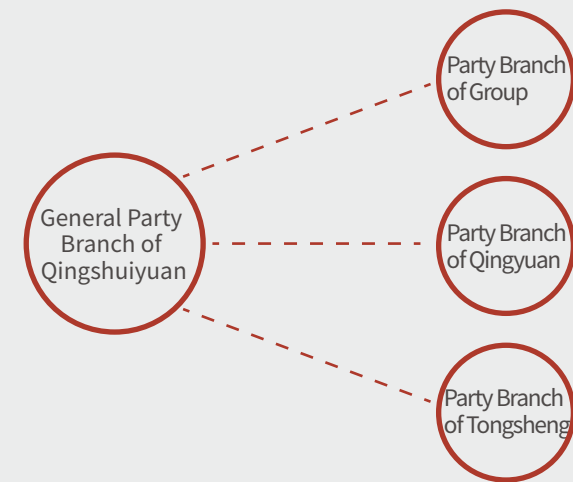 General Party
Branch of
Qingshuiyuan
Party Branch
of Group
Party Branch
of Qingyuan
Party Branch
of Tongsheng